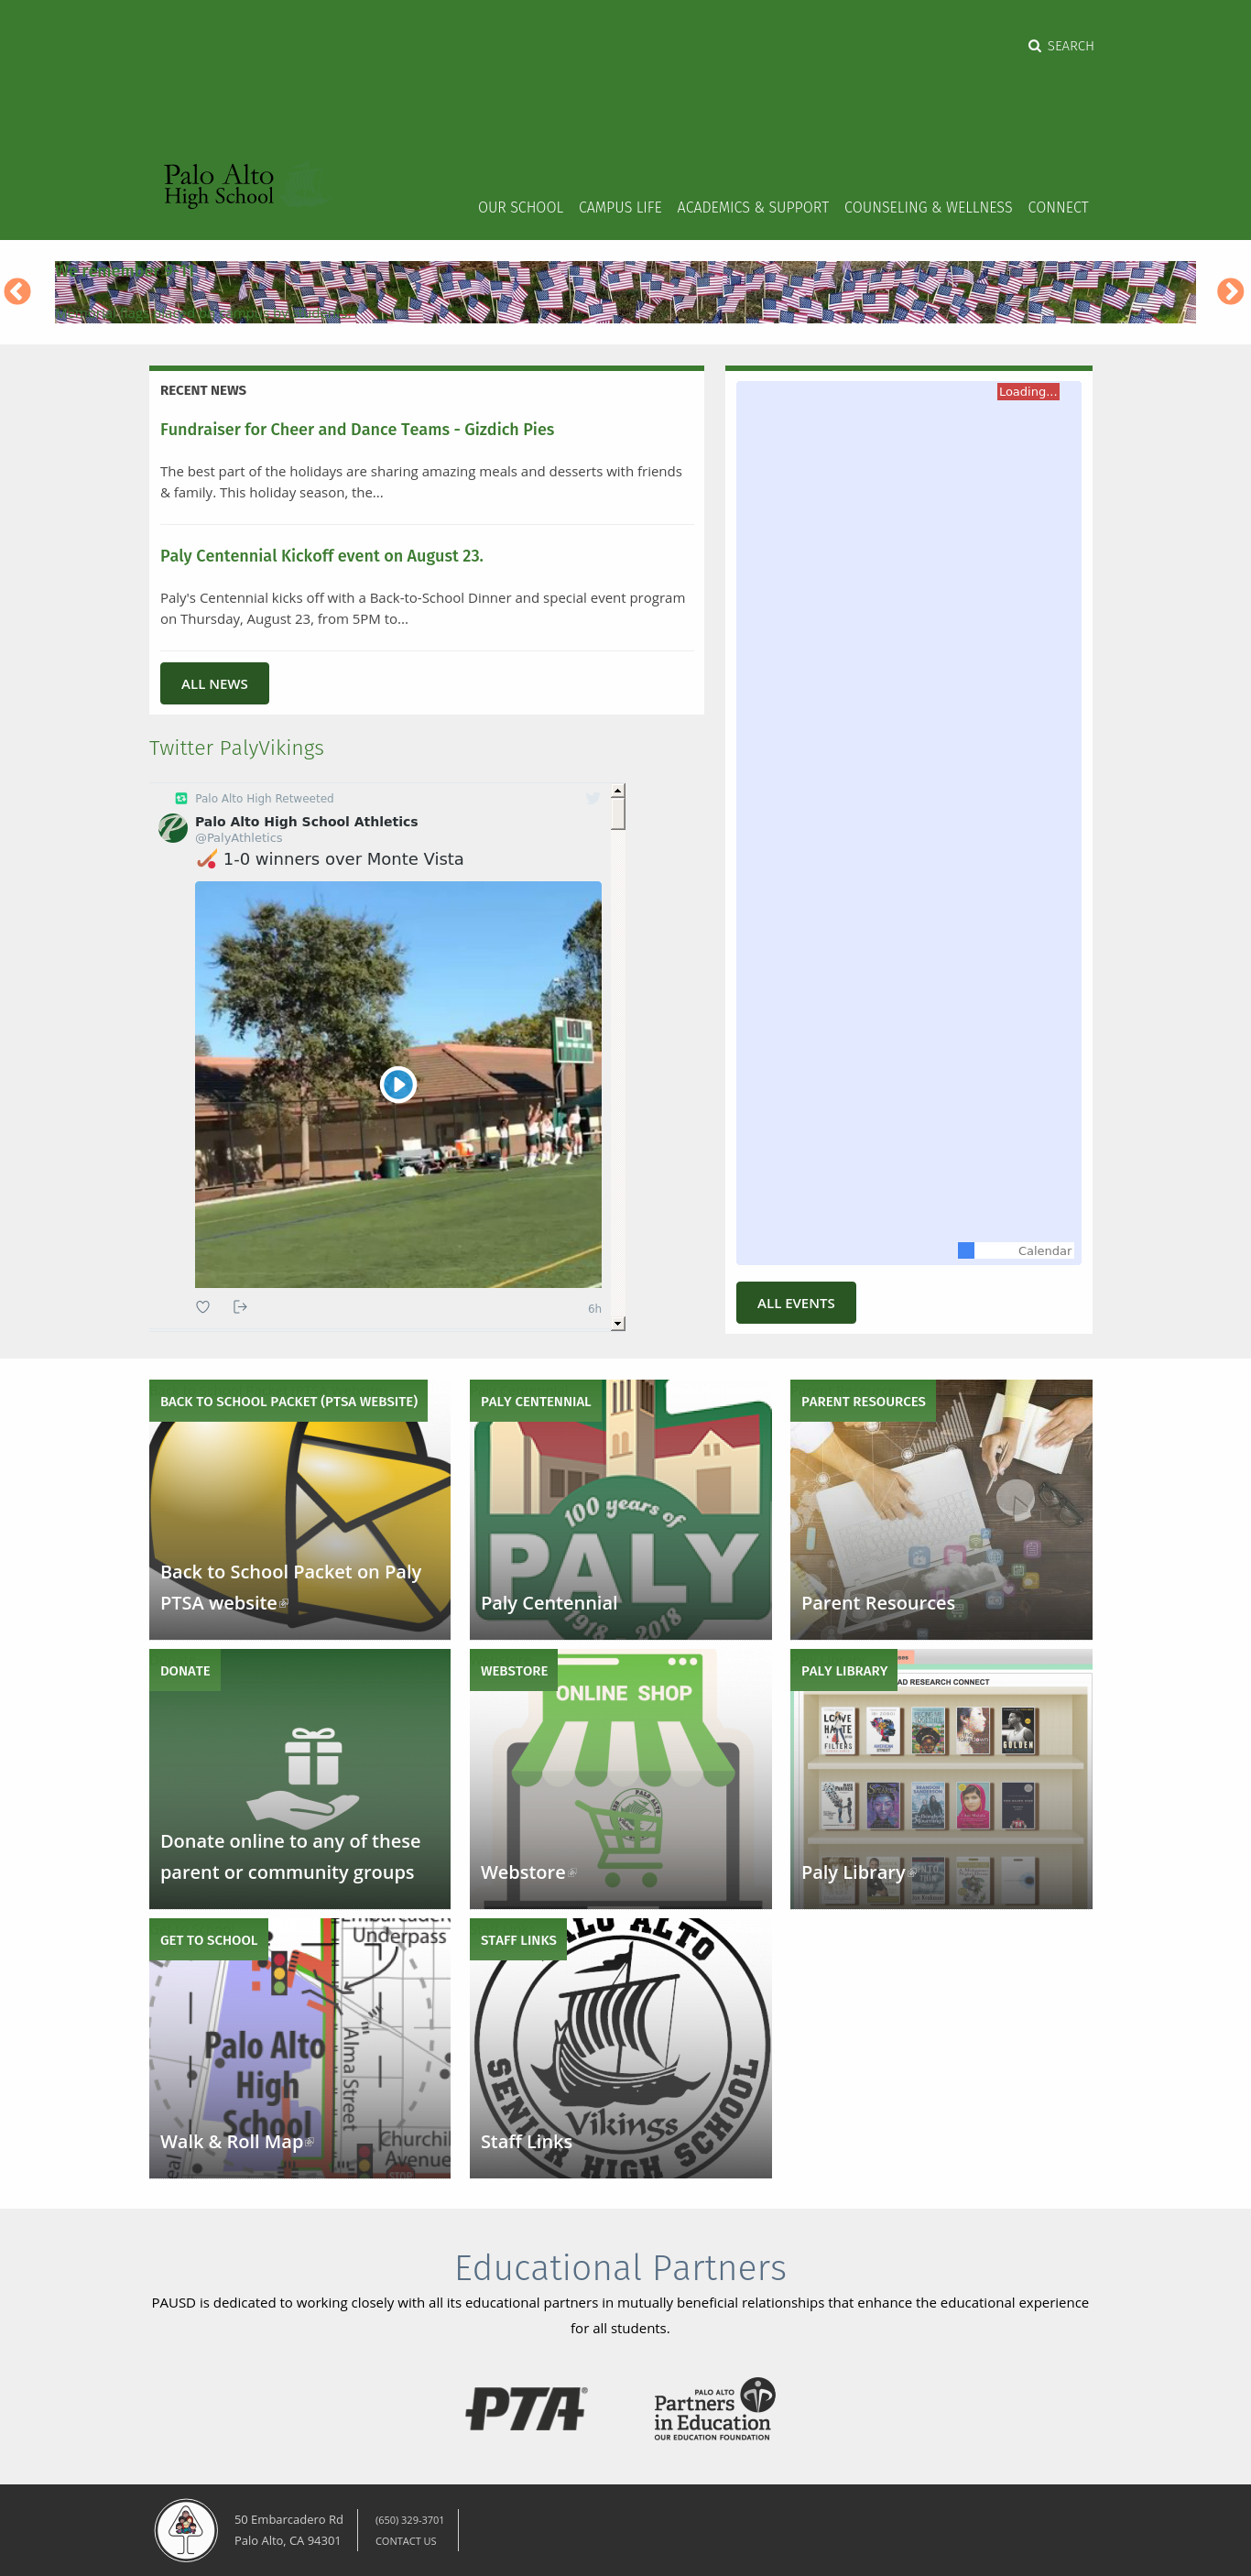 SEARCH
Palo Alto
High School
OUR SCHOOL CAMPUS LIFE ACADEMICS & SUPPORT COUNSELING & WELLNESS CONNECT
RECENT NEWS
Fundraiser for Cheer and Dance Teams - Gizdich Pies
The best part of the holidays are sharing amazing meals and desserts with friends
& family. This holiday season, the...
Paly Centennial Kickoff event on August 23.
Paly's Centennial kicks off with a Back-to-School Dinner and special event program
on Thursday, August 23, from 5PM to...
ALL NEWS
Loading...
Calendar
ALL EVENTS
Twitter PalyVikings
Palo Alto High Retweeted
Palo Alto High School Athletics
@PalyAthletics
1-0 winners over Monte Vista
6h
BACK TO SCHOOL PACKET (PTSA WEBSITE)
Back to School Packet on Paly
PTSA website
PALY CENTENNIAL
100 years of
PALY
1918 - 2018
Paly Centennial
PARENT RESOURCES
Parent Resources
DONATE
Donate online to any of these
parent or community groups
WEBSTORE
ONLINE SHOP
Webstore
PALY LIBRARY
AD RESEARCH CONNECT
GOLDEN
Paly Library
GET TO SCHOOL
Underpass
Alma Street
Palo Alto
High
School
Walk & Roll Map
Avenue
STAFF LINKS
PALO ALTO
SENIOR HIGH SCHOOL
Vikings
Staff Links
Educational Partners
PAUSD is dedicated to working closely with all its educational partners in mutually beneficial relationships that enhance the educational experience
for all students.
PTA®
PALO ALTO
Partners
in Education
OUR EDUCATION FOUNDATION
50 Embarcadero Rd
Palo Alto, CA 94301
(650) 329-3701
CONTACT US